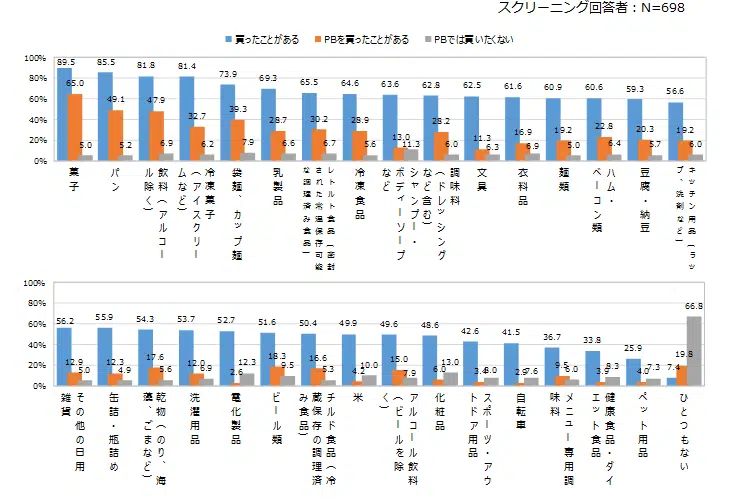 スクリーニング回答者：N=698
買ったことがある PBを買ったことがある PBでは買いたくない
100%
80%
60%
40%
20%
0%
89.5 85.5 81.8 81.4 73.9 69.3 65.5 64.6 63.6 62.8 62.5 61.6 60.9 60.6 59.3 56.6
65.0 49.1 47.9 32.7 39.3 28.7 30.2 28.9 13.0 28.2 11.3 16.9 19.2 22.8 20.3 19.2
5.0 5.2 6.9 6.2 7.9 6.6 6.7 5.6 11.3 6.0 6.3 6.9 5.0 6.4 5.7 6.0
菓子
パン
飲料（アルコー
ル除く）
冷凍菓子
（アイスクリー
ムなど）
袋麺、カップ麺
乳製品
レトルト食品（密封
された常温保存可能
な調理済み食品）
冷凍食品
シャンプー・
ボディーソープ
など
調味料
（ドレッシング
など含む）
文具
衣料品
麺類
ハム・
ベーコン類
豆腐・納豆
キッチン用品（ラッ
プ、洗剤など）
100%
80%
60%
40%
20%
0%
56.2 55.9 54.3 53.7 52.7 51.6 50.4 49.9 49.6 48.6 42.6 41.5 36.7 33.8 25.9 7.4
12.9 12.3 17.6 12.0 2.6 18.3 16.6 4.2 15.0 6.0 3.4 2.9 9.5 3.9 4.0 19.8
5.0 4.9 5.6 6.9 12.3 9.5 5.3 10.0 7.9 13.0 8.0 7.6 6.0 8.3 7.3 66.8
その他の日用
雑貨
缶詰・瓶詰め
乾物（のり、海
藻、ごまなど）
洗濯用品
電化製品
ビール類
チルド食品（冷
蔵保存の調理済
み食品）
米
アルコール飲料
（ビールを除
く）
化粧品
スポーツ・アウ
トドア用品
自転車
メニュー専用調
味料
健康食品・ダイ
エット食品
ペット用品
ひとつもない